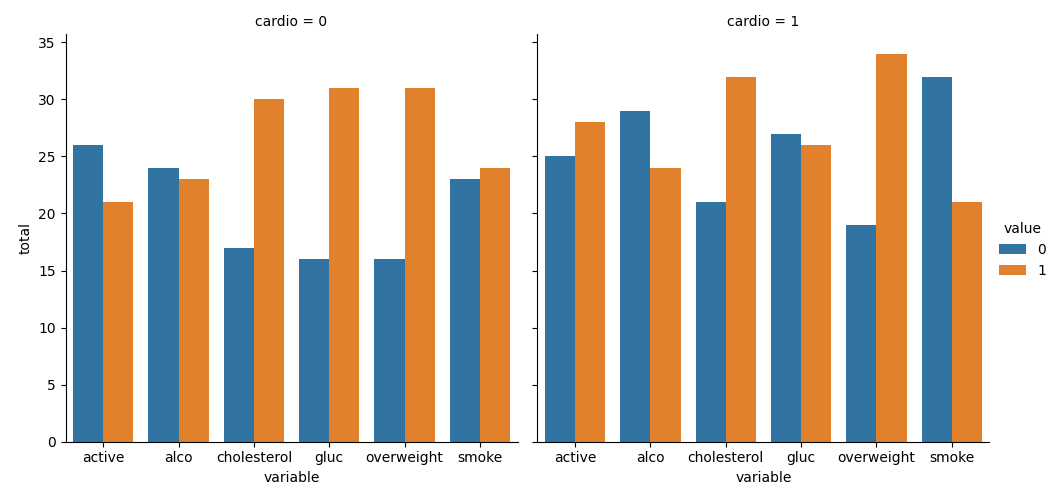 cardio = 0
cardio = 1
35
30
25
20
15
10
5
0
total
active alco cholesterol gluc overweight smoke
variable
active alco cholesterol gluc overweight smoke
variable
value
0
1